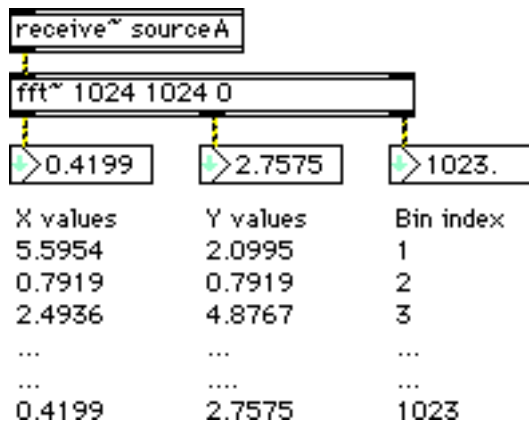 receive~ sourceA
fft~ 1024 1024 0
0.4199 2.7575 1023.
X values Y values Bin index
5.5954 2.0995 1
0.7919 0.7919 2
2.4936 4.8767 3
... ... ...
... .... ...
0.4199 2.7575 1023